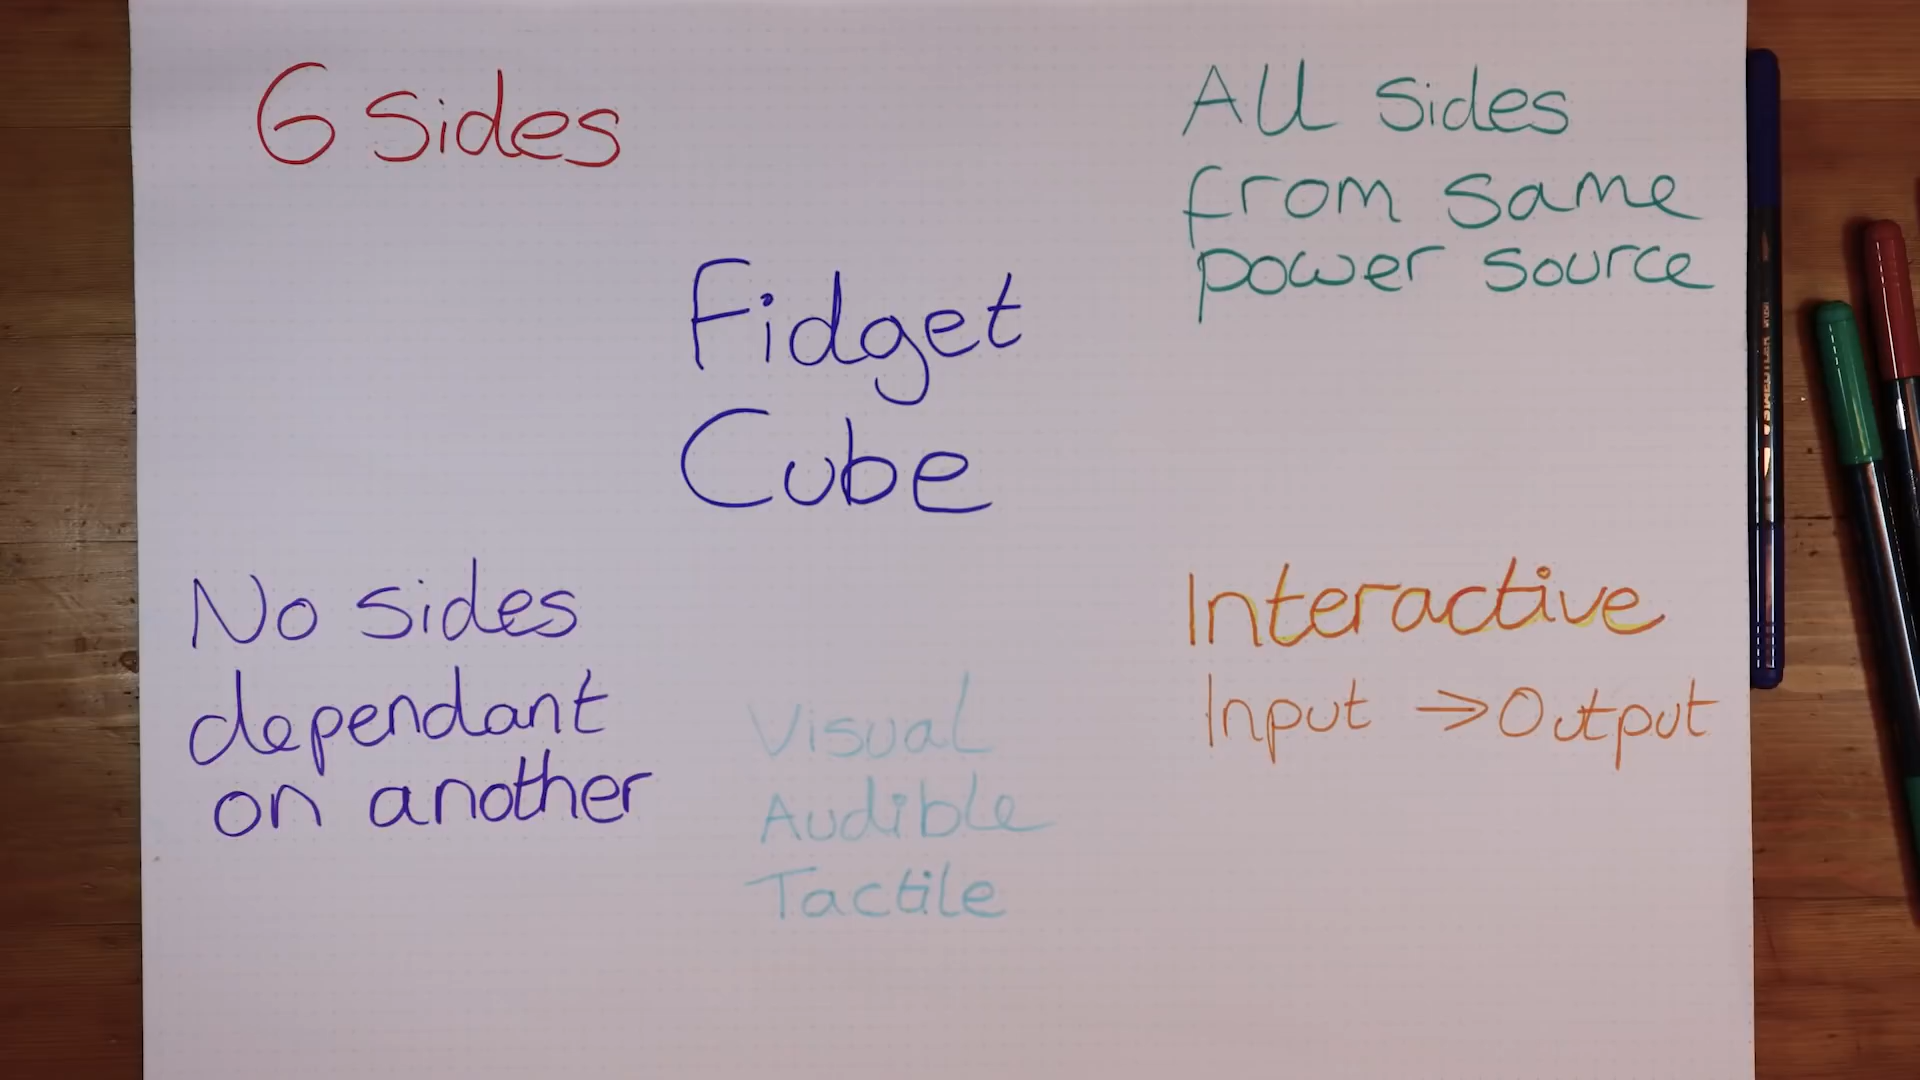 6 Sides
All sides
from same
power source
Fidget
Cube
No sides
dependant
on another
Visual
Audible
Tactile
Interactive
Input → Output